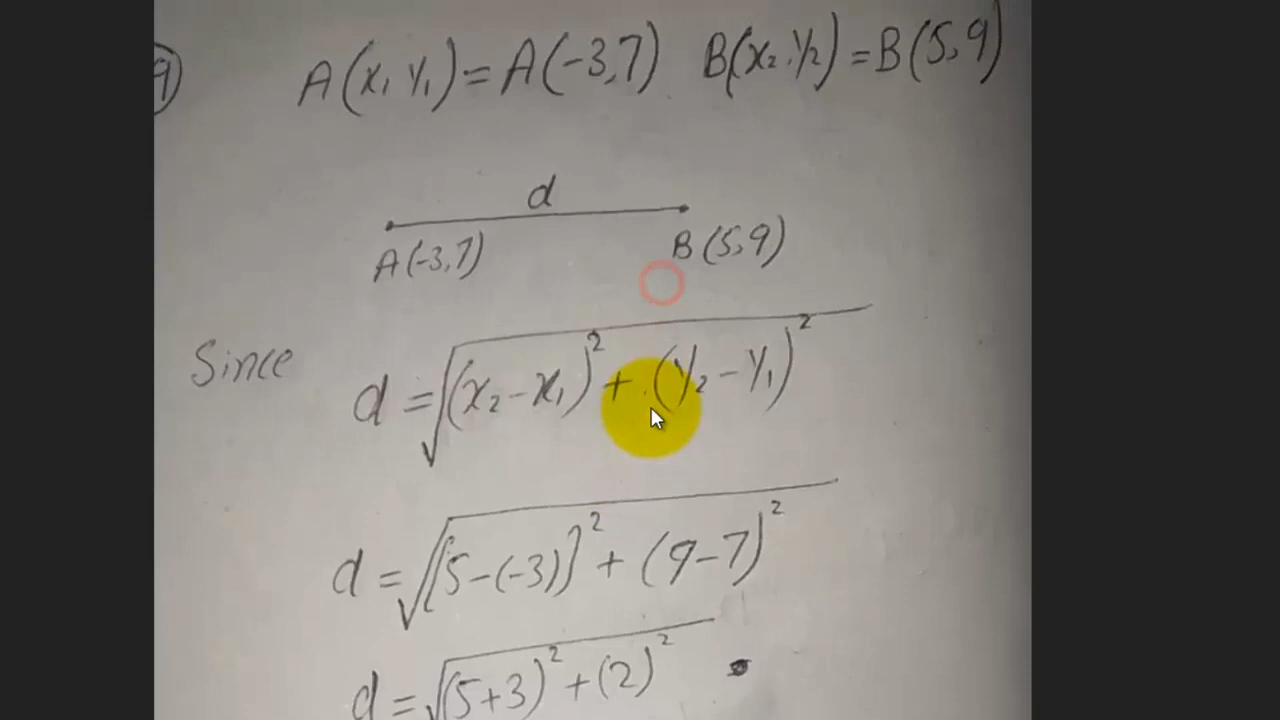 9)
A(x₁ y₁) = A(-3,7) B(x₂, y₂) = B(5,9)
d
A(-3,7) B(5,9)
Since d = √(x₂ - x₁)² + (y₂ - y₁)²
d = √(5-(-3))² + (9-7)²
d = √(5+3)² + (2)²